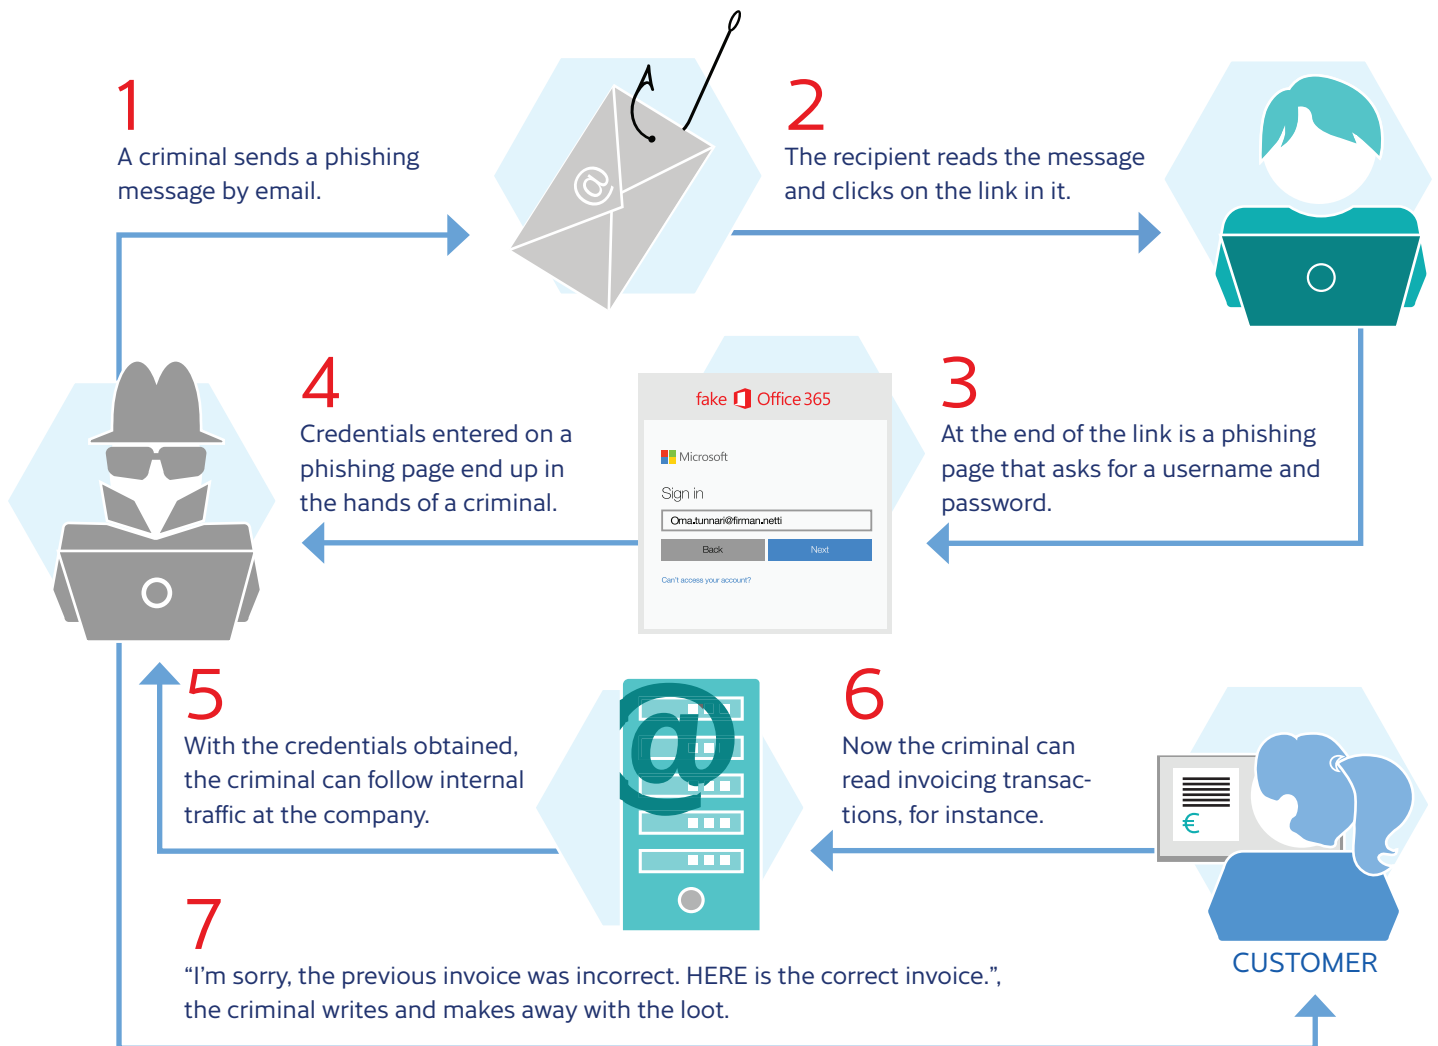 1
A criminal sends a phishing
message by email.
@
2
The recipient reads the message
and clicks on the link in it.
3
At the end of the link is a phishing
page that asks for a username and
password.
fake Office 365
Microsoft
Sign in
Oma.tunnari@firman.netti
Back Next
Can't access your account?
4
Credentials entered on a
phishing page end up in
the hands of a criminal.
5
With the credentials obtained,
the criminal can follow internal
traffic at the company.
@
6
Now the criminal can
read invoicing transac-
tions, for instance.
€
CUSTOMER
7
“I’m sorry, the previous invoice was incorrect. HERE is the correct invoice.”,
the criminal writes and makes away with the loot.